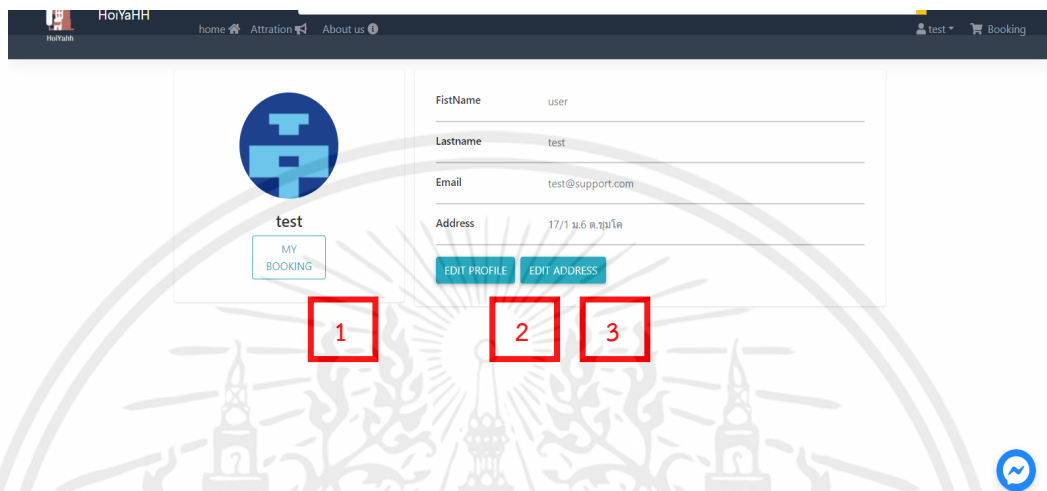 HoiYaHH
HoiYahh
home Attration About us
test Booking
test
MY
BOOKING
FistName user
Lastname test
Email test@support.com
Address 17/1 ม.6 ต.ชุมโค
EDIT PROFILE EDIT ADDRESS
1 2 3